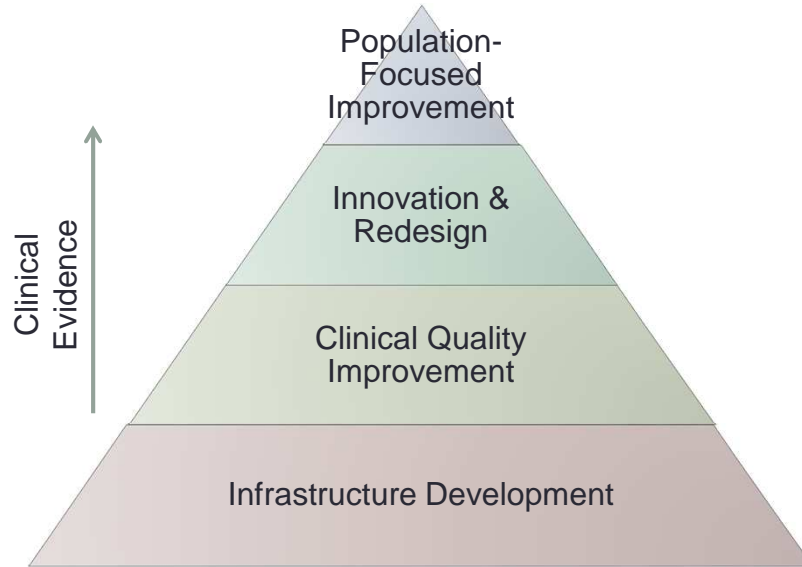 Population-
Focused
Improvement
Innovation &
Redesign
Clinical
Evidence
Clinical Quality
Improvement
Infrastructure Development